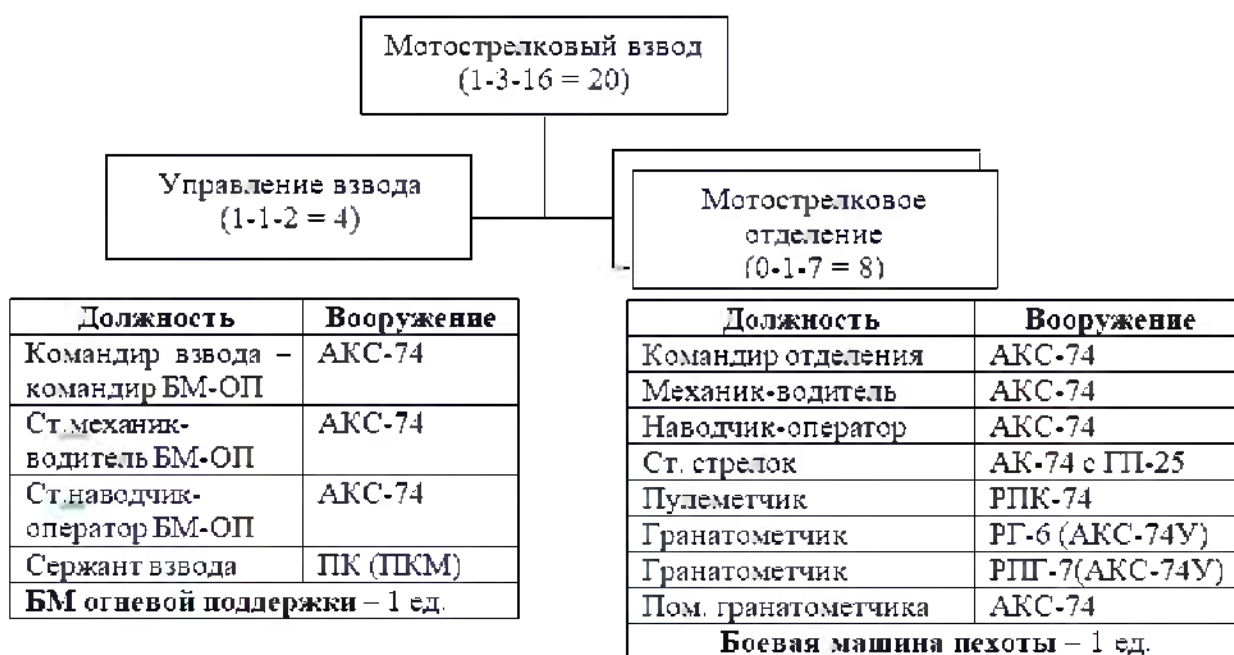 Мотострелковый взвод
(1-3-16 = 20)
Управление взвода
(1-1-2 = 4)
Мотострелковое
отделение
(0-1-7 = 8)
Должность Вооружение
Командир взвода – АКС-74
командир БМ-ОП
Ст.механик- АКС-74
водитель БМ-ОП
Ст.наводчик- АКС-74
оператор БМ-ОП
Сержант взвода ПК (ПКМ)
БМ огневой поддержки – 1 ед.
Должность Вооружение
Командир отделения АКС-74
Механик-водитель АКС-74
Наводчик-оператор АКС-74
Ст. стрелок АК-74 с ГП-25
Пулеметчик РПК-74
Гранатометчик РГ-6 (АКС-74У)
Гранатометчик РПГ-7(АКС-74У)
Пом. гранатометчика АКС-74
Боевая машина пехоты – 1 ед.